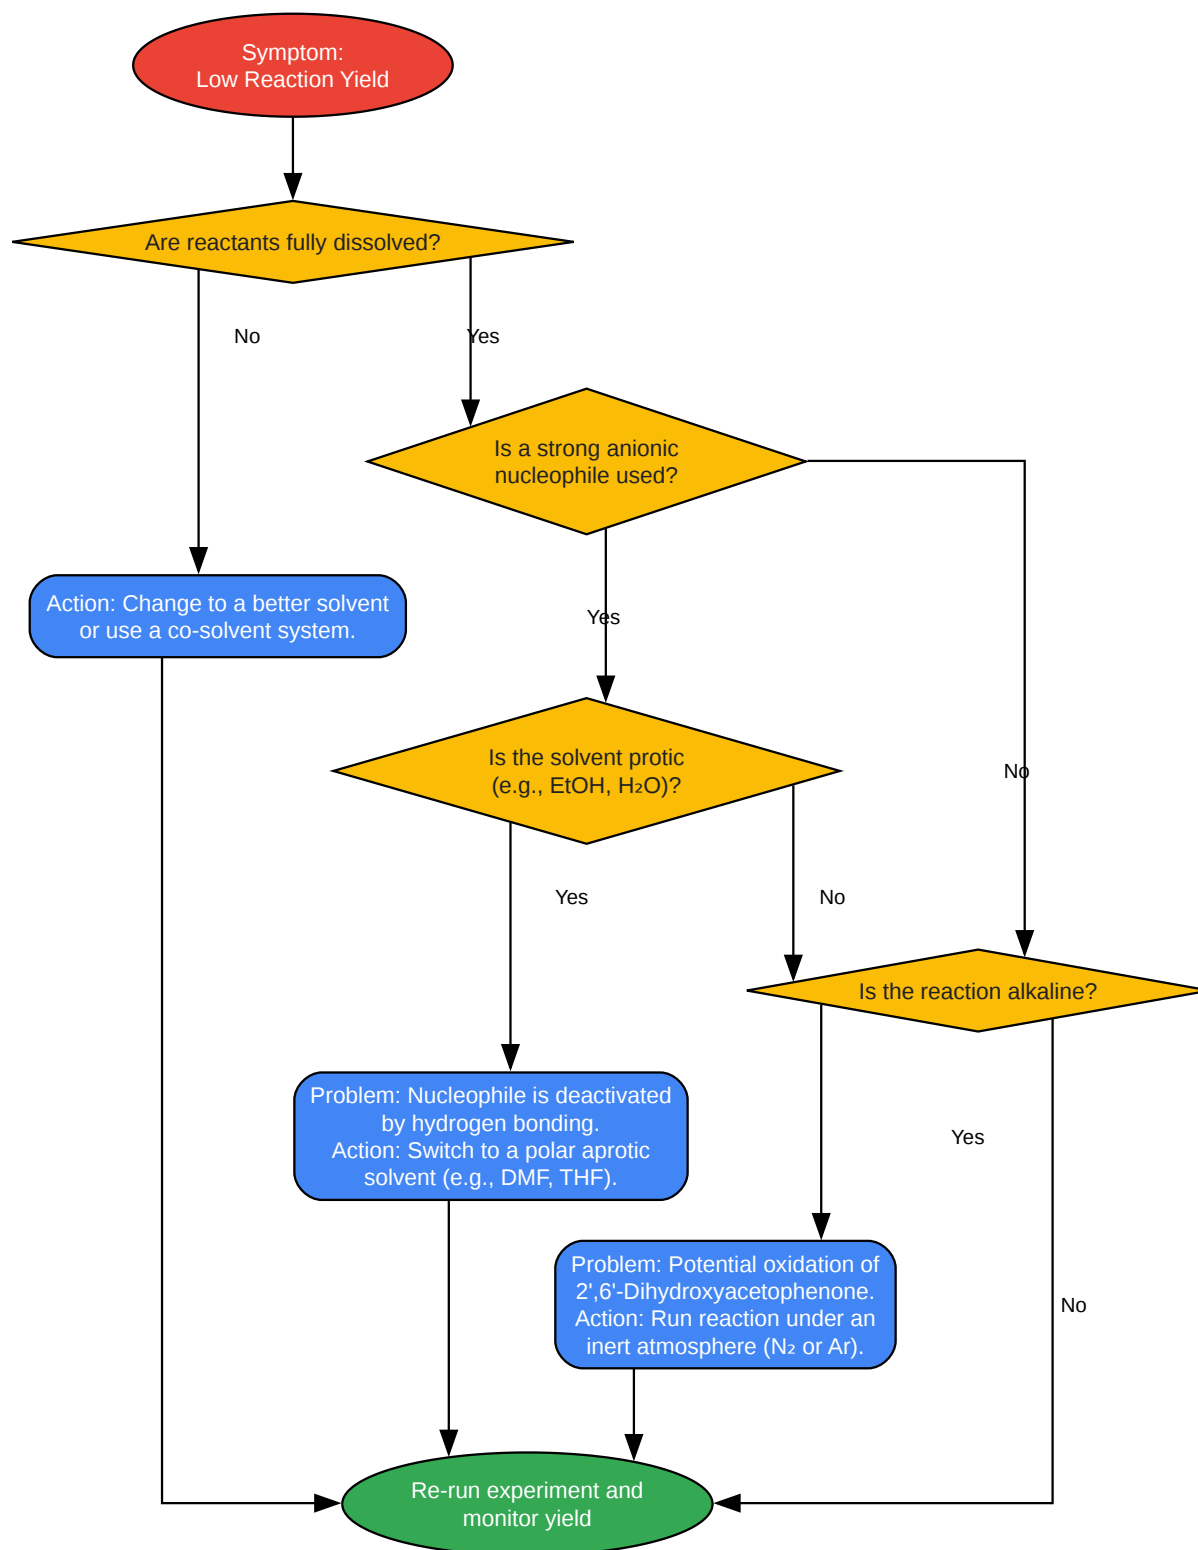 Symptom:
Low Reaction Yield
Are reactants fully dissolved?
No
Yes
Is a strong anionic
nucleophile used?
Action: Change to a better solvent
or use a co-solvent system.
Yes
Is the solvent protic
(e.g., EtOH, H₂O)?
No
Yes
No
Is the reaction alkaline?
Problem: Nucleophile is deactivated
by hydrogen bonding.
Action: Switch to a polar aprotic
solvent (e.g., DMF, THF).
Yes
Problem: Potential oxidation of
2',6'-Dihydroxyacetophenone.
Action: Run reaction under an
inert atmosphere (N₂ or Ar).
No
Re-run experiment and
monitor yield